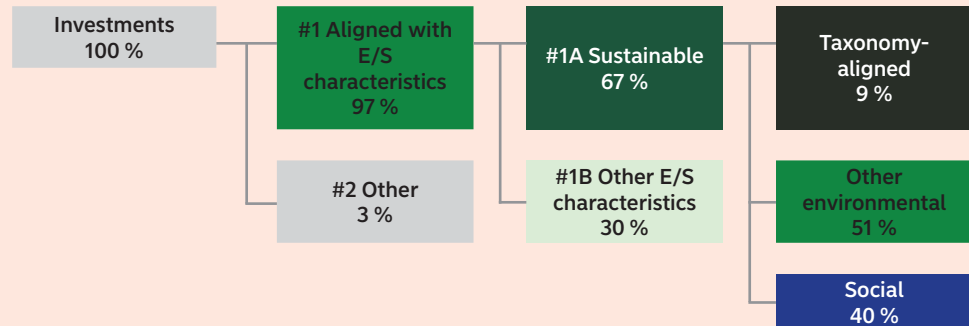 Investments
100 %
#1 Aligned with
E/S
characteristics
97 %
#1A Sustainable
67 %
Taxonomy-
aligned
9 %
#2 Other
3 %
#1B Other E/S
characteristics
30 %
Other
environmental
51 %
Social
40 %